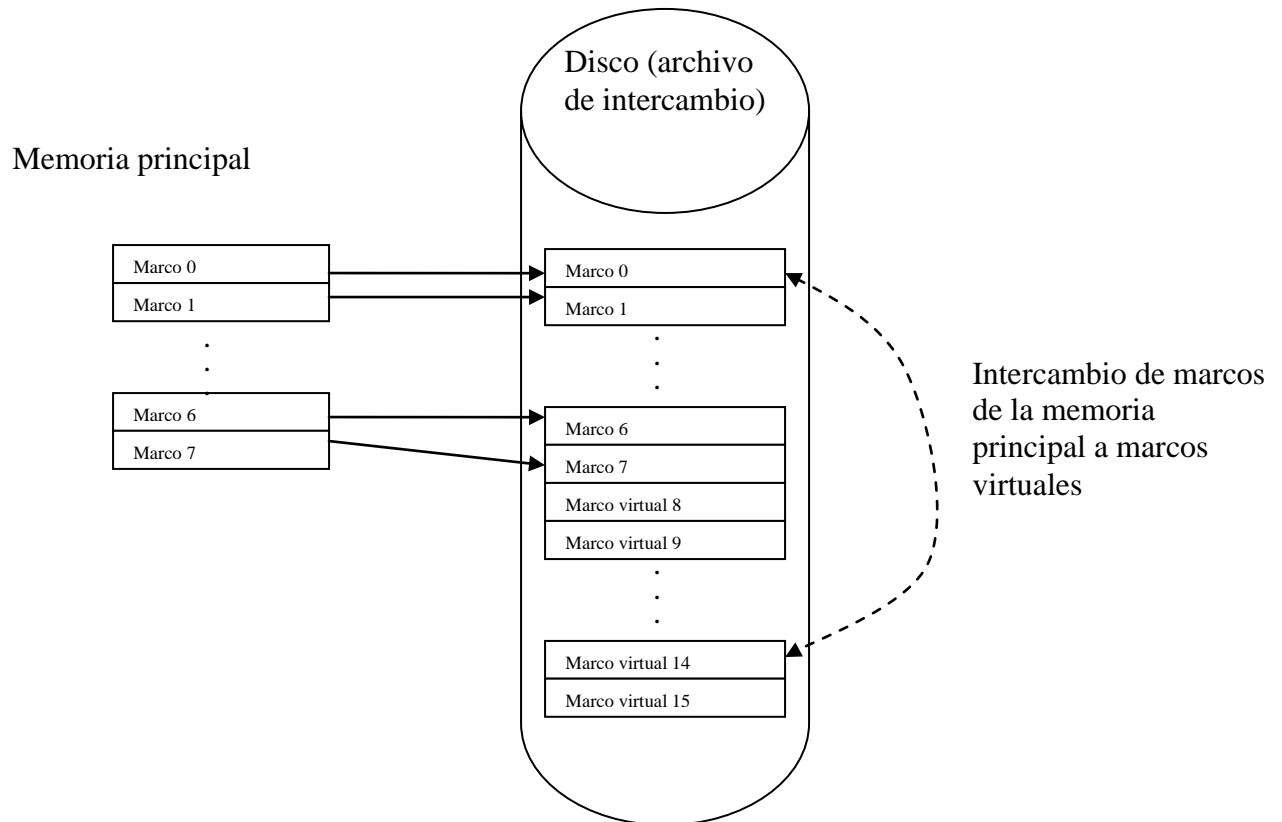 Disco (archivo
de intercambio)
Memoria principal
Marco 0
Marco 1
.
.
.
Marco 6
Marco 7
Marco 0
Marco 1
.
.
.
Marco 6
Marco 7
Marco virtual 8
Marco virtual 9
.
.
.
Marco virtual 14
Marco virtual 15
Intercambio de marcos
de la memoria
principal a marcos
virtuales